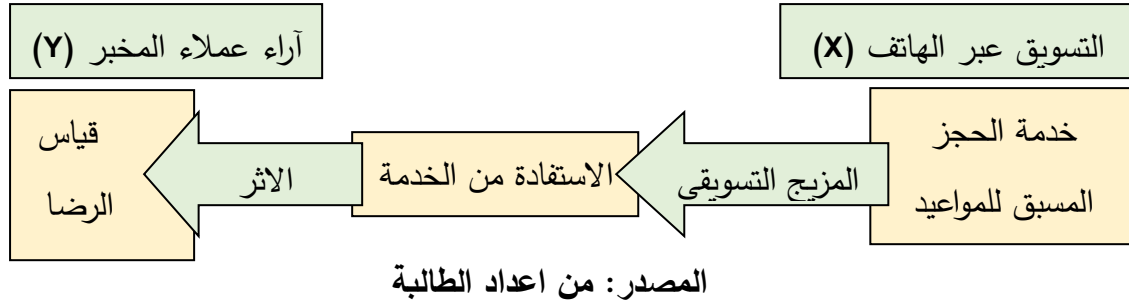 التسويق عبر الهاتف (X)
آراء عملاء المخبر (Y)
خدمة الحجز
المسبق للمواعيد
المزيج التسويقي
الاستفادة من الخدمة
الاثر
قياس
الرضا
المصدر: من اعداد الطالبة